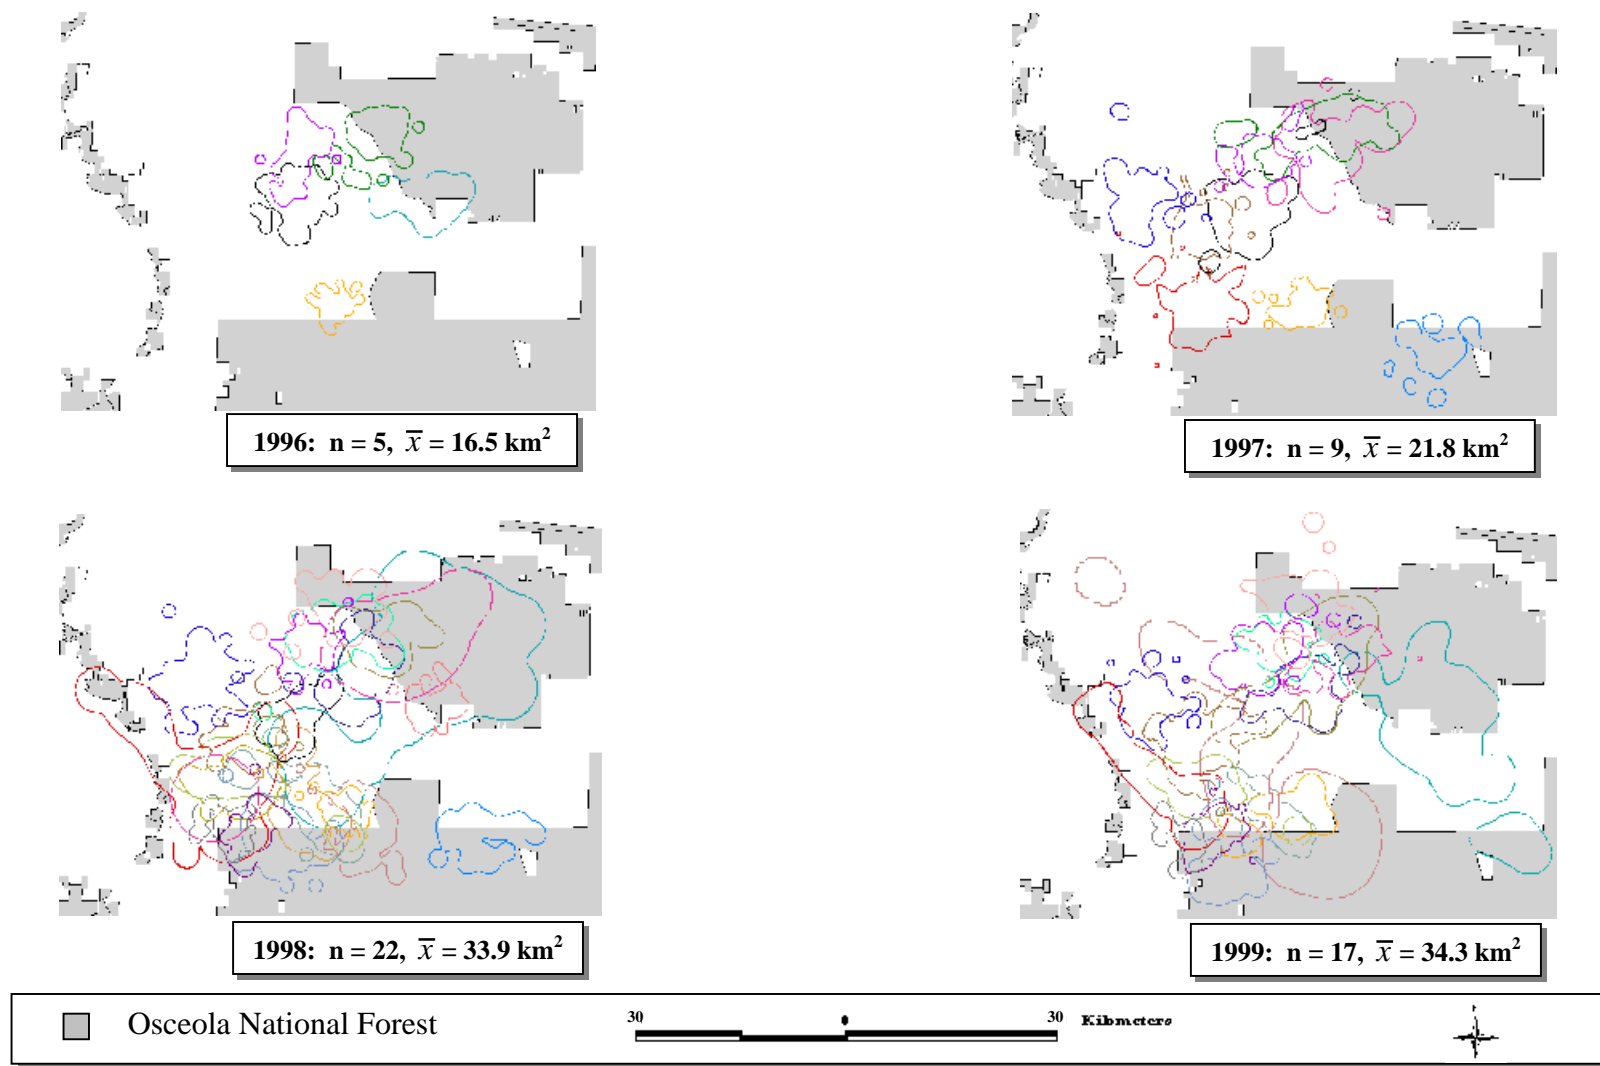 1996: n = 5, x̅ = 16.5 km²
1997: n = 9, x̅ = 21.8 km²
1998: n = 22, x̅ = 33.9 km²
1999: n = 17, x̅ = 34.3 km²
Osceola National Forest
30 0 30 Kilometers